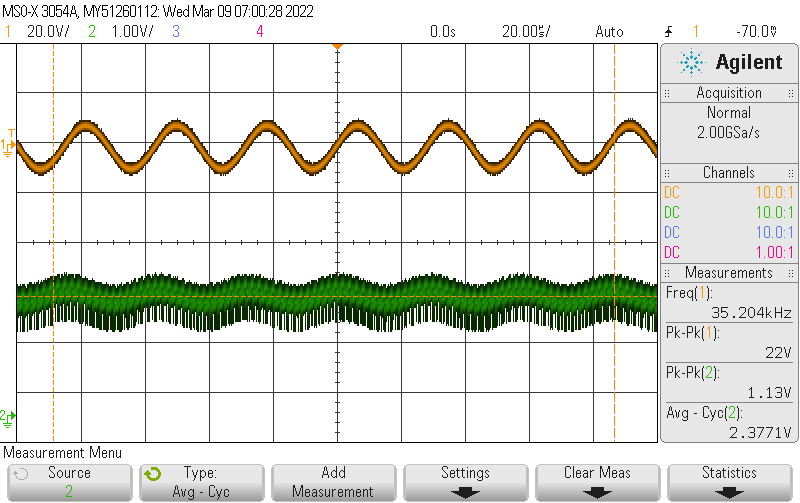 MSO-X 3054A, MY51260112: Wed Mar 09 07:00:28 2022
1 20.0V/ 2 1.00V/ 3 4 0.0s 20.00us/ Auto 1 -70.0mV
Agilent
Acquisition
Normal
2.00GSa/s
Channels
DC 10.0:1
DC 10.0:1
DC 10.0:1
DC 1.00:1
Measurements
Freq(1):
35.204kHz
Pk-Pk(1):
22V
Pk-Pk(2):
1.13V
Avg - Cyc(2):
2.3771V
T
1
2
Measurement Menu
Source
2
Type:
Avg - Cyc
Add
Measurement
Settings
Clear Meas
Statistics